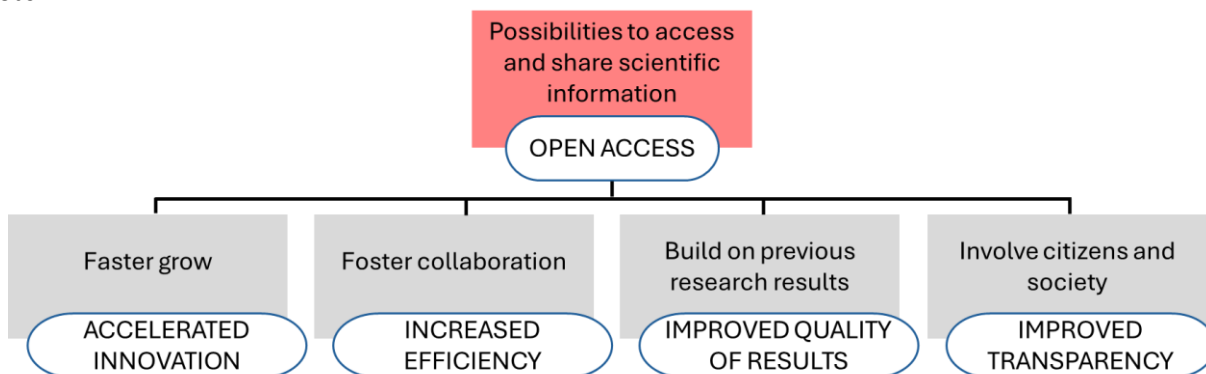 Possibilities to access
and share scientific
information
OPEN ACCESS
Faster grow
ACCELERATED
INNOVATION
Foster collaboration
INCREASED
EFFICIENCY
Build on previous
research results
IMPROVED QUALITY
OF RESULTS
Involve citizens and
society
IMPROVED
TRANSPARENCY